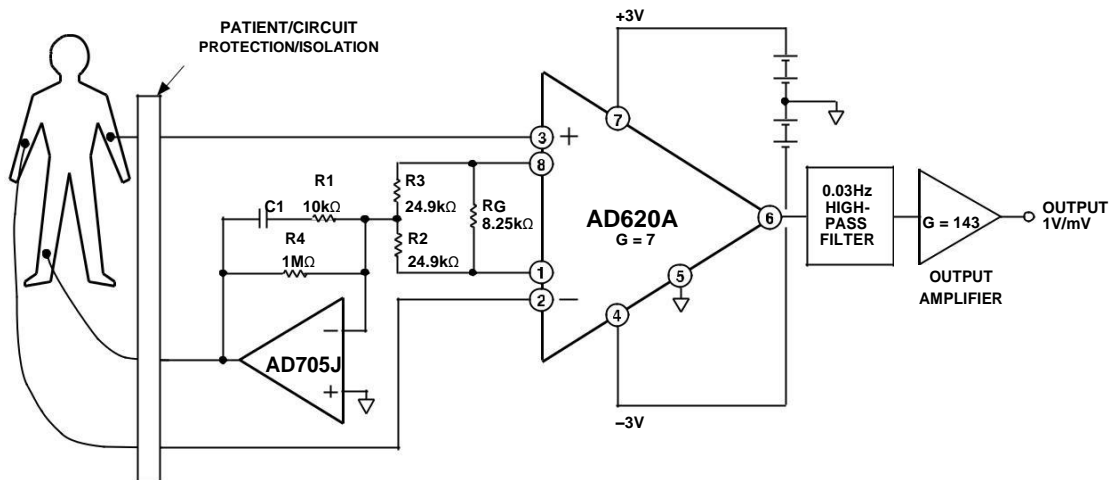 PATIENT/CIRCUIT
PROTECTION/ISOLATION
+3V
7
3
+
8
R1
10kΩ
C1
R3
24.9kΩ
RG
8.25kΩ
R4
1MΩ
R2
24.9kΩ
AD620A
G = 7
6
0.03Hz
HIGH-
PASS
FILTER
G = 143
OUTPUT
1V/mV
OUTPUT
AMPLIFIER
1
2
–
5
4
–
AD705J
+
–3V